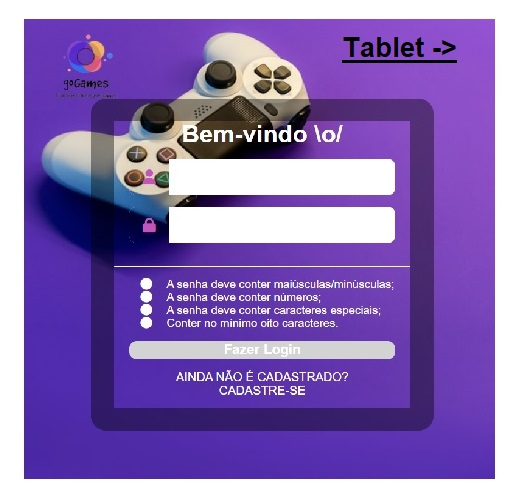 goGames
Tablet ->
Bem-vindo \o/
A senha deve conter maiúsculas/minúsculas;
A senha deve conter números;
A senha deve conter caracteres especiais;
Conter no mínimo oito caracteres.
Fazer Login
AINDA NÃO É CADASTRADO?
CADASTRE-SE